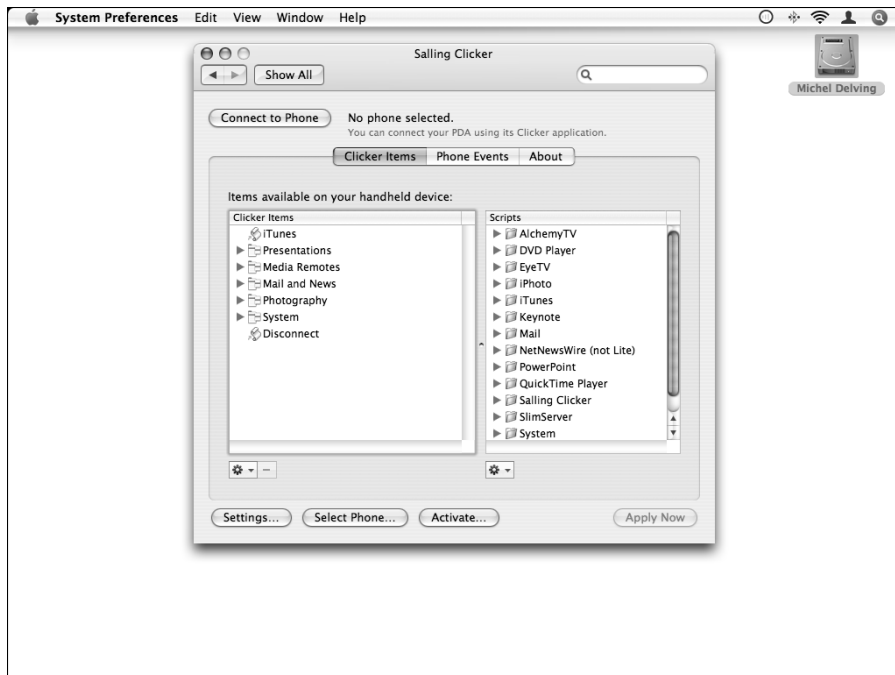 System Preferences Edit View Window Help
Michel Delving
Salling Clicker
Show All
Connect to Phone
No phone selected.
You can connect your PDA using its Clicker application.
Clicker Items Phone Events About
Items available on your handheld device:
Clicker Items
iTunes
Presentations
Media Remotes
Mail and News
Photography
System
Disconnect
Scripts
AlchemyTV
DVD Player
EyeTV
iPhoto
iTunes
Keynote
Mail
NetNewsWire (not Lite)
PowerPoint
QuickTime Player
Salling Clicker
SlimServer
System
Settings... Select Phone... Activate... Apply Now